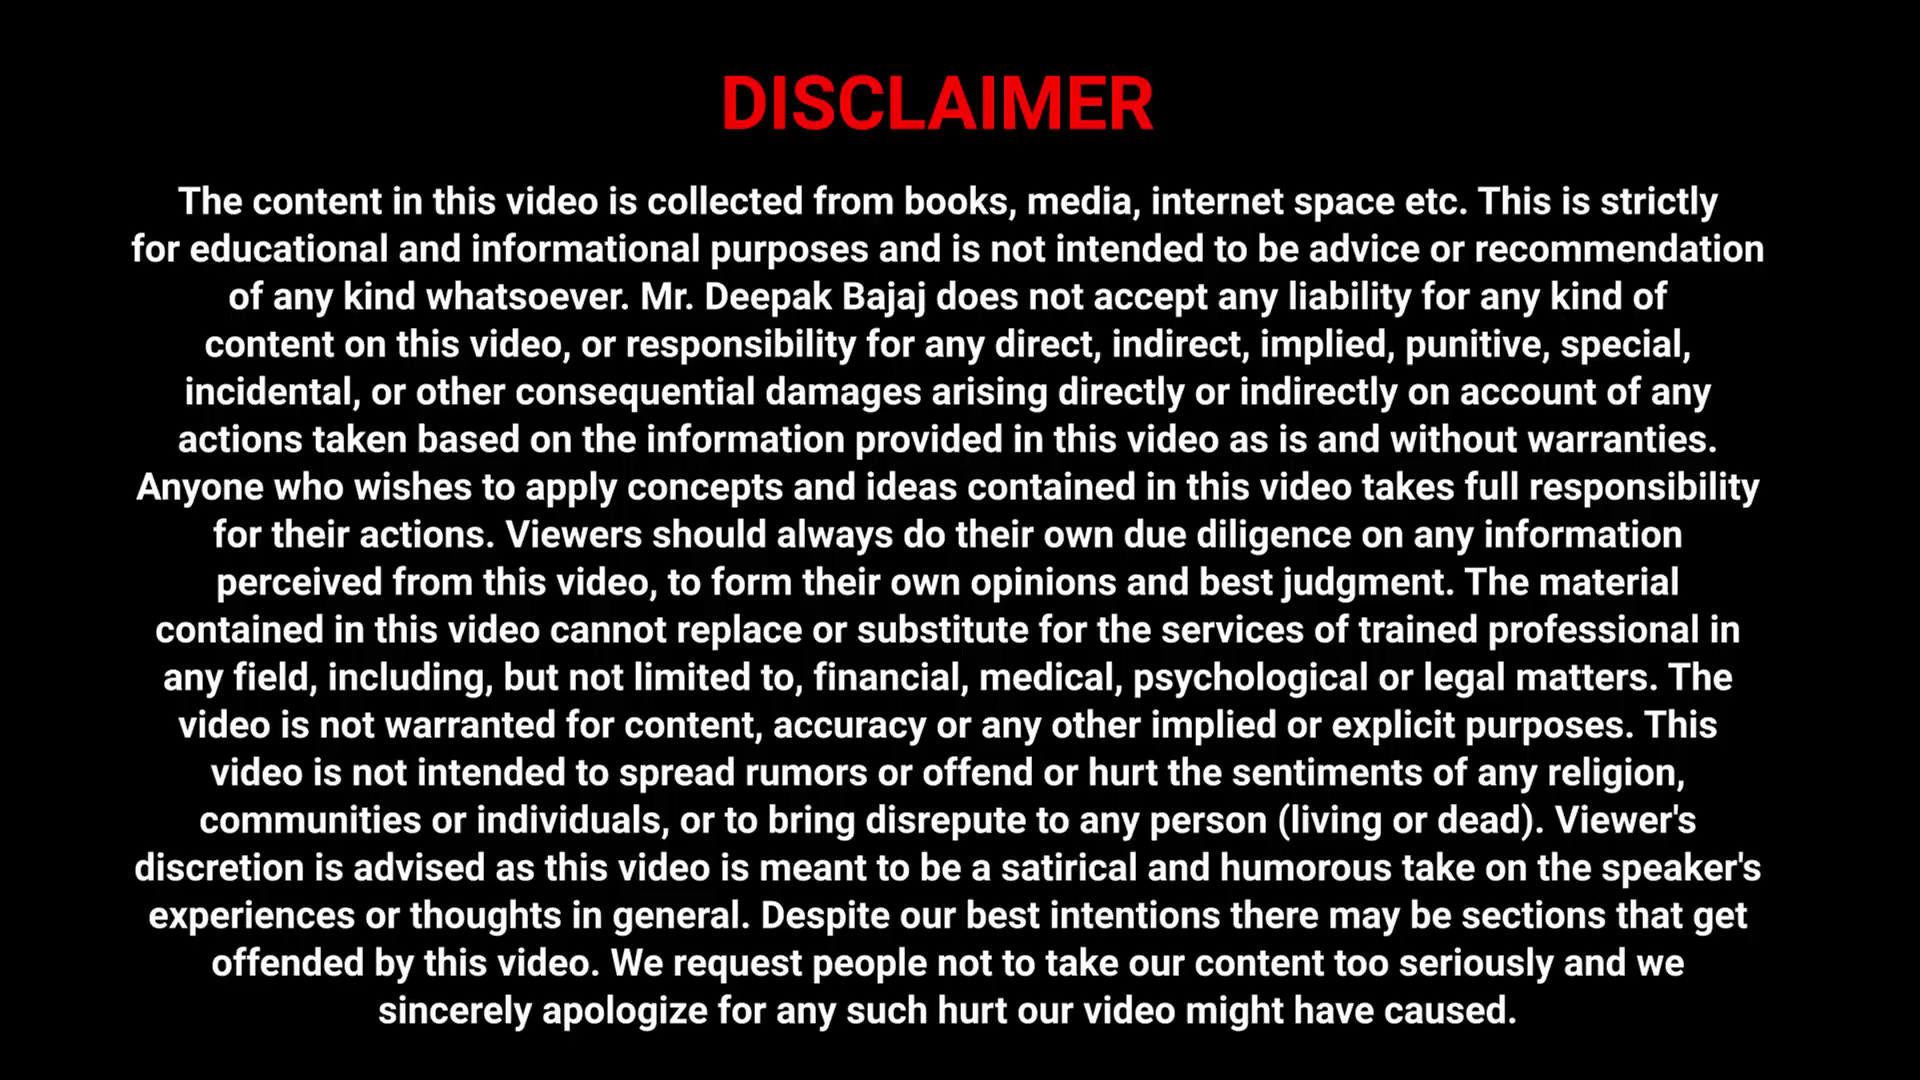 DISCLAIMER
The content in this video is collected from books, media, internet space etc. This is strictly
for educational and informational purposes and is not intended to be advice or recommendation
of any kind whatsoever. Mr. Deepak Bajaj does not accept any liability for any kind of
content on this video, or responsibility for any direct, indirect, implied, punitive, special,
incidental, or other consequential damages arising directly or indirectly on account of any
actions taken based on the information provided in this video as is and without warranties.
Anyone who wishes to apply concepts and ideas contained in this video takes full responsibility
for their actions. Viewers should always do their own due diligence on any information
perceived from this video, to form their own opinions and best judgment. The material
contained in this video cannot replace or substitute for the services of trained professional in
any field, including, but not limited to, financial, medical, psychological or legal matters. The
video is not warranted for content, accuracy or any other implied or explicit purposes. This
video is not intended to spread rumors or offend or hurt the sentiments of any religion,
communities or individuals, or to bring disrepute to any person (living or dead). Viewer's
discretion is advised as this video is meant to be a satirical and humorous take on the speaker's
experiences or thoughts in general. Despite our best intentions there may be sections that get
offended by this video. We request people not to take our content too seriously and we
sincerely apologize for any such hurt our video might have caused.